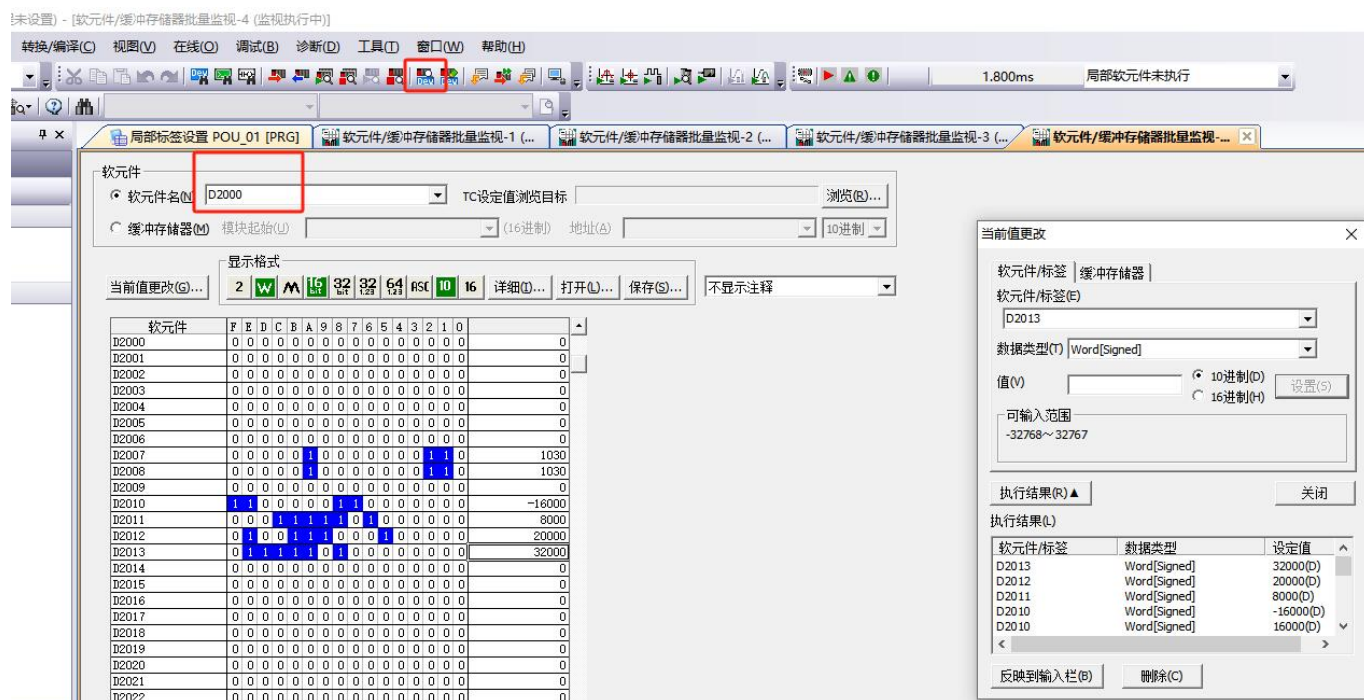 程未设置) - [软元件/缓冲存储器批量监视-4 (监视执行中)]
转换/编译(C) 视图(V) 在线(O) 调试(B) 诊断(D) 工具(T) 窗口(W) 帮助(H)
1.800ms 局部软元件未执行
局部标签设置 POU_01 [PRG] 软元件/缓冲存储器批量监视-1 (... 软元件/缓冲存储器批量监视-2 (... 软元件/缓冲存储器批量监视-3 (... 软元件/缓冲存储器批量监视-...
软元件
软元件名(N) D2000 TC设定值浏览目标 浏览(R)...
缓冲存储器(M) 模块起始(U) (16进制) 地址(A) 10进制
显示格式
当前值更改(G)... 2 W M 16 bit 32 bit 32 1.23 64 1.23 ASC 10 16 详细(I)... 打开(L)... 保存(S)... 不显示注释
软元件 F E D C B A 9 8 7 6 5 4 3 2 1 0
D2000 0 0 0 0 0 0 0 0 0 0 0 0 0 0 0 0 0
D2001 0 0 0 0 0 0 0 0 0 0 0 0 0 0 0 0 0
D2002 0 0 0 0 0 0 0 0 0 0 0 0 0 0 0 0 0
D2003 0 0 0 0 0 0 0 0 0 0 0 0 0 0 0 0 0
D2004 0 0 0 0 0 0 0 0 0 0 0 0 0 0 0 0 0
D2005 0 0 0 0 0 0 0 0 0 0 0 0 0 0 0 0 0
D2006 0 0 0 0 0 0 0 0 0 0 0 0 0 0 0 0 0
D2007 0 0 0 0 0 1 0 0 0 0 0 0 0 1 1 0 1030
D2008 0 0 0 0 0 1 0 0 0 0 0 0 0 1 1 0 1030
D2009 0 0 0 0 0 0 0 0 0 0 0 0 0 0 0 0 0
D2010 1 1 0 0 0 0 0 1 1 0 0 0 0 0 0 0 -16000
D2011 0 0 0 1 1 1 1 1 0 1 0 0 0 0 0 0 8000
D2012 0 1 0 0 1 1 1 0 0 0 1 0 0 0 0 0 20000
D2013 0 1 1 1 1 1 0 1 0 0 0 0 0 0 0 0 32000
D2014 0 0 0 0 0 0 0 0 0 0 0 0 0 0 0 0 0
D2015 0 0 0 0 0 0 0 0 0 0 0 0 0 0 0 0 0
D2016 0 0 0 0 0 0 0 0 0 0 0 0 0 0 0 0 0
D2017 0 0 0 0 0 0 0 0 0 0 0 0 0 0 0 0 0
D2018 0 0 0 0 0 0 0 0 0 0 0 0 0 0 0 0 0
D2019 0 0 0 0 0 0 0 0 0 0 0 0 0 0 0 0 0
D2020 0 0 0 0 0 0 0 0 0 0 0 0 0 0 0 0 0
D2021 0 0 0 0 0 0 0 0 0 0 0 0 0 0 0 0 0
D2022 0 0 0 0 0 0 0 0 0 0 0 0 0 0 0 0 0
当前值更改
软元件/标签 缓冲存储器
软元件/标签(E)
D2013
数据类型(T) Word[Signed]
值(V) 10进制(D) 设置(S)
16进制(H)
可输入范围
-32768～32767
执行结果(R)▲ 关闭
执行结果(L)
软元件/标签 数据类型 设定值
D2013 Word[Signed] 32000(D)
D2012 Word[Signed] 20000(D)
D2011 Word[Signed] 8000(D)
D2010 Word[Signed] -16000(D)
D2010 Word[Signed] 16000(D)
反映到输入栏(B) 删除(C)